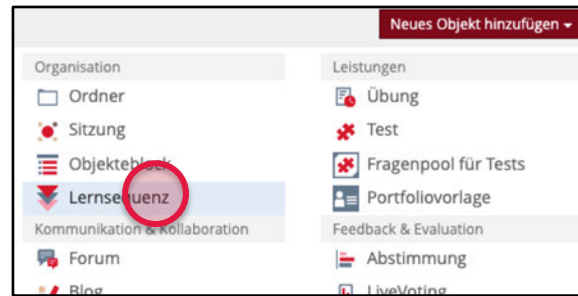 Neues Objekt hinzufügen
Organisation
Ordner
Sitzung
Objekteblock
Lernsequenz
Kommunikation & Kollaboration
Forum
Blog
Leistungen
Übung
Test
Fragenpool für Tests
Portfoliovorlage
Feedback & Evaluation
Abstimmung
LiveVoting